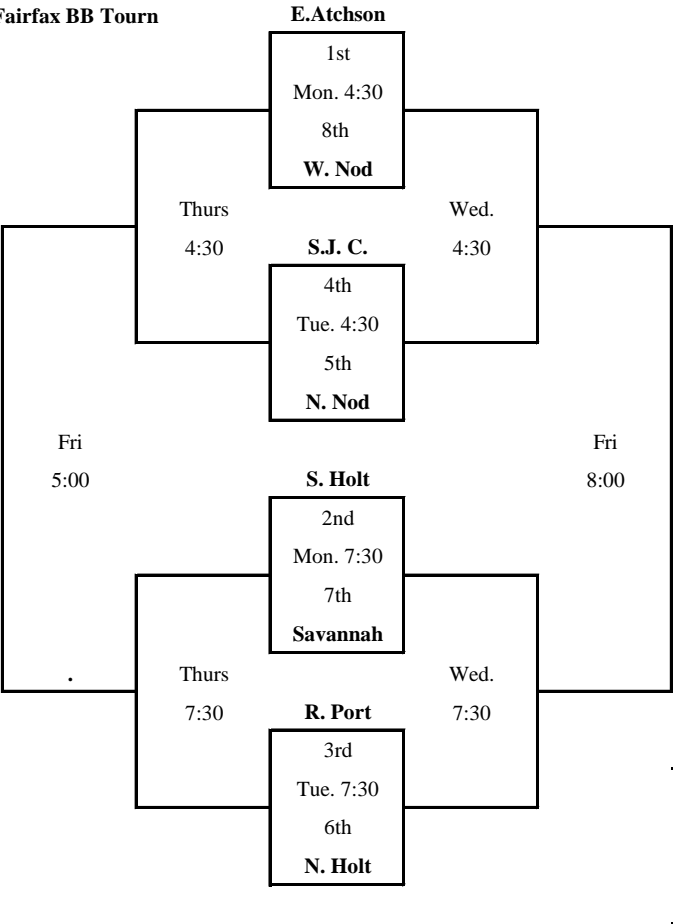 Fairfax BB Tourn
E.Atchson
1st
Mon. 4:30
8th
W. Nod
Thurs
4:30
S.J. C.
Wed.
4:30
4th
Tue. 4:30
5th
N. Nod
Fri
5:00
Fri
8:00
S. Holt
2nd
Mon. 7:30
7th
Savannah
.
Thurs
7:30
R. Port
Wed.
7:30
3rd
Tue. 7:30
6th
N. Holt